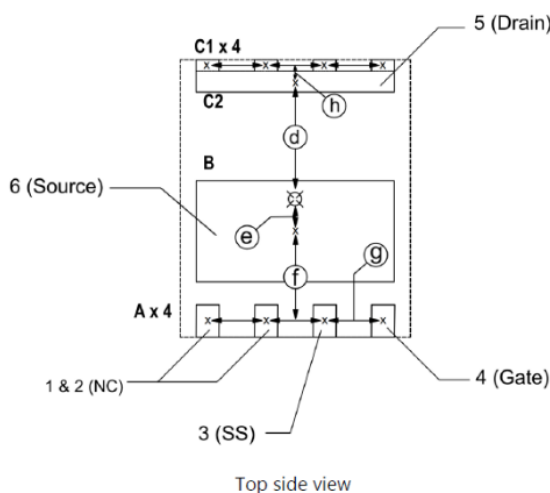 5 (Drain)
C1 x 4
h
C2
d
B
6 (Source)
e
g
f
A x 4
1 & 2 (NC)
4 (Gate)
3 (SS)
Top side view